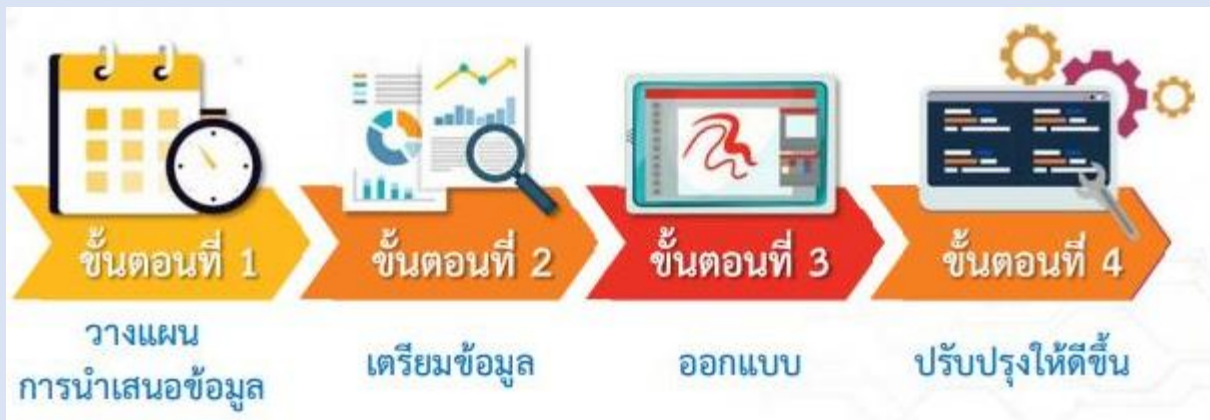 ขั้นตอนที่ 1
ขั้นตอนที่ 2
ขั้นตอนที่ 3
ขั้นตอนที่ 4
วางแผน
การนำเสนอข้อมูล
เตรียมข้อมูล
ออกแบบ
ปรับปรุงให้ดีขึ้น